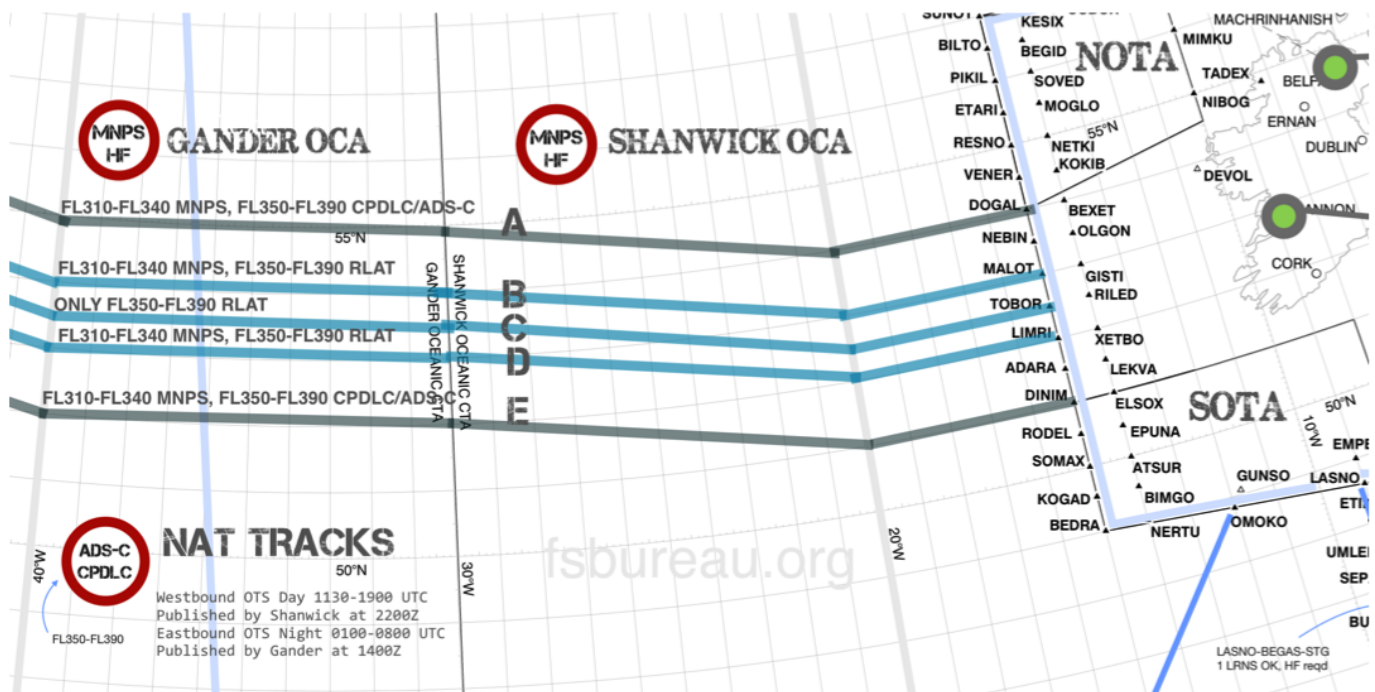 SUNOT
KESIX
BILTO
BEGID
NOTA
MACHRINHANISH
MIMKU
PIKIL
SOVED
TADEX
BELFA
ETARI
MOGLO
NIBOG
ERNAN
MNPS
HF
GANDER OCA
MNPS
HF
SHANWICK OCA
RESNO
NETKI
55°N
DUBLIN
VENER
KOKIB
DEVOL
FL310-FL340 MNPS, FL350-FL390 CPDLC/ADS-C
A
DOGAL
BEXET
ANNON
55°N
NEBIN
OLGON
FL310-FL340 MNPS, FL350-FL390 RLAT
B
MALOT
GISTI
CORK
ONLY FL350-FL390 RLAT
C
TOBOR
RILED
FL310-FL340 MNPS, FL350-FL390 RLAT
D
LIMRI
XETBO
GANDER OCEANIC CTA
SHANWICK OCEANIC CTA
ADARA
LEKVA
FL310-FL340 MNPS, FL350-FL390 CPDLC/ADS-C
E
DINIM
ELSOX
SOTA
50°N
10°W
RODEL
EPUNA
EMPE
SOMAX
ATSUR
GUNSO
LASNO
KOGAD
BIMGO
ETI
BEDRA
NERTU
OMOKO
ADS-C
CPDLC
NAT TRACKS
fsbureau.org
20°W
40°W
50°N
30°W
UMLE
SEP
Westbound OTS Day 1130-1900 UTC
Published by Shanwick at 2200Z
Eastbound OTS Night 0100-0800 UTC
Published by Gander at 1400Z
FL350-FL390
BU
LASNO-BEGAS-STG
1 LRNS OK, HF reqd